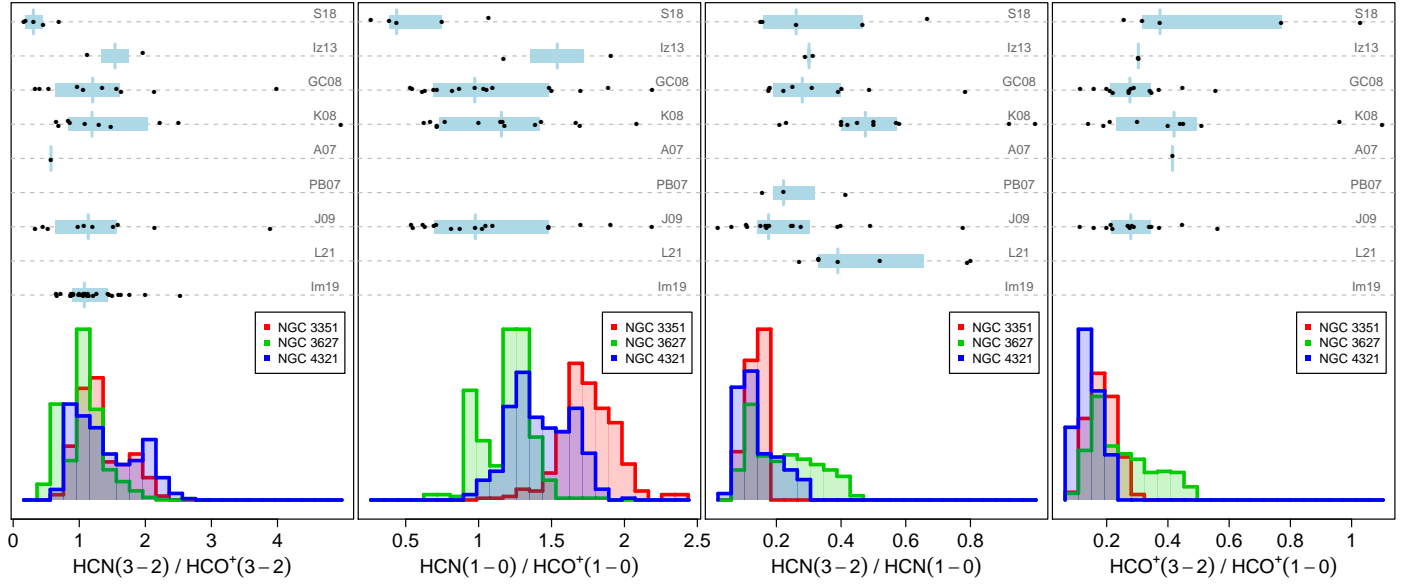 S18
Iz13
GC08
K08
A07
PB07
J09
L21
Im19
NGC 3351
NGC 3627
NGC 4321
0 1 2 3 4
HCN(3−2) / HCO⁺(3−2)
S18
Iz13
GC08
K08
A07
PB07
J09
L21
Im19
NGC 3351
NGC 3627
NGC 4321
0.5 1 1.5 2 2.5
HCN(1−0) / HCO⁺(1−0)
S18
Iz13
GC08
K08
A07
PB07
J09
L21
Im19
NGC 3351
NGC 3627
NGC 4321
0.2 0.4 0.6 0.8
HCN(3−2) / HCN(1−0)
S18
Iz13
GC08
K08
A07
PB07
J09
L21
Im19
NGC 3351
NGC 3627
NGC 4321
0.2 0.4 0.6 0.8 1
HCO⁺(3−2) / HCO⁺(1−0)